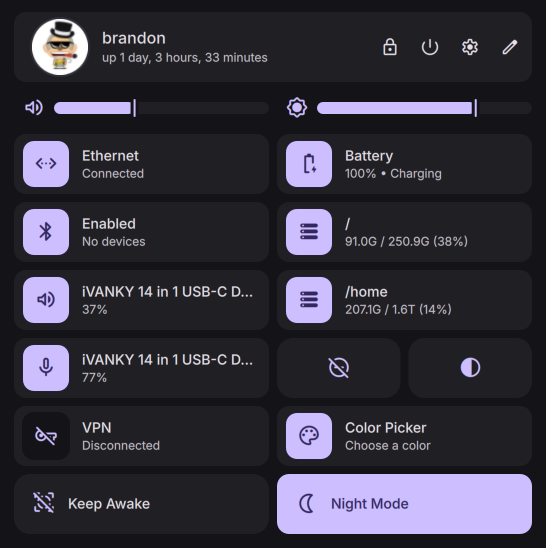 brandon
up 1 day, 3 hours, 33 minutes
Ethernet
Connected
Battery
100% • Charging
Enabled
No devices
/
91.0G / 250.9G (38%)
iVANKY 14 in 1 USB-C D...
37%
/home
207.1G / 1.6T (14%)
iVANKY 14 in 1 USB-C D...
77%
VPN
Disconnected
Color Picker
Choose a color
Keep Awake
Night Mode